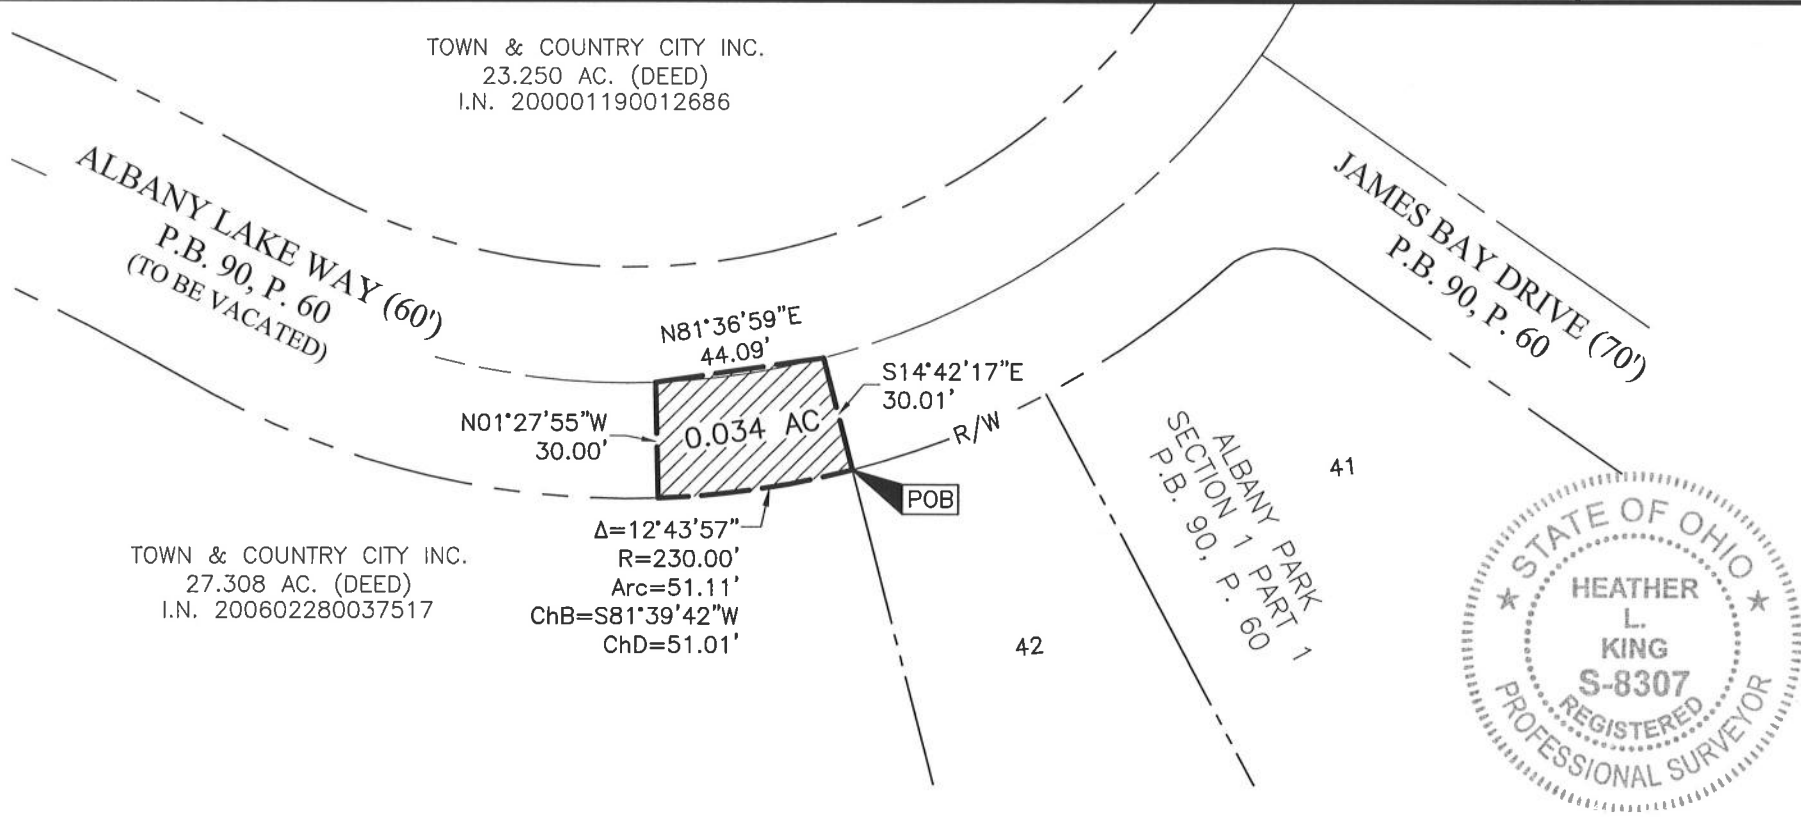 TOWN & COUNTRY CITY INC.
23.250 AC. (DEED)
I.N. 200001190012686
ALBANY LAKE WAY (60')
P.B. 90, P. 60
(TO BE VACATED)
JAMES BAY DRIVE (70')
P.B. 90, P. 60
N81°36'59"E
44.09'
S14°42'17"E
30.01'
N01°27'55"W
30.00'
0.034 AC
R/W
POB
Δ=12°43'57"
R=230.00'
Arc=51.11'
ChB=S81°39'42"W
ChD=51.01'
TOWN & COUNTRY CITY INC.
27.308 AC. (DEED)
I.N. 200602280037517
ALBANY PARK
SECTION 1 PART 1
P.B. 90, P. 60
41
42
STATE OF OHIO
HEATHER
L.
KING
S-8307
REGISTERED
PROFESSIONAL SURVEYOR